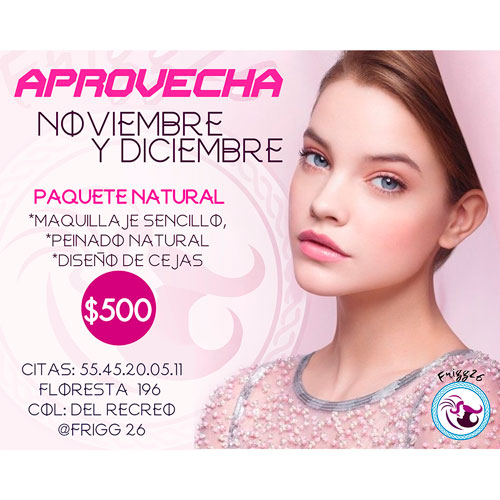 APROVECHA
NOVIEMBRE
Y DICIEMBRE
PAQUETE NATURAL
*MAQUILLAJE SENCILLO,
*PEINADO NATURAL
*DISEÑO DE CEJAS
$500
CITAS: 55.45.20.05.11
FLORESTA 196
COL: DEL RECREO
@FRIGG 26
Frigg26